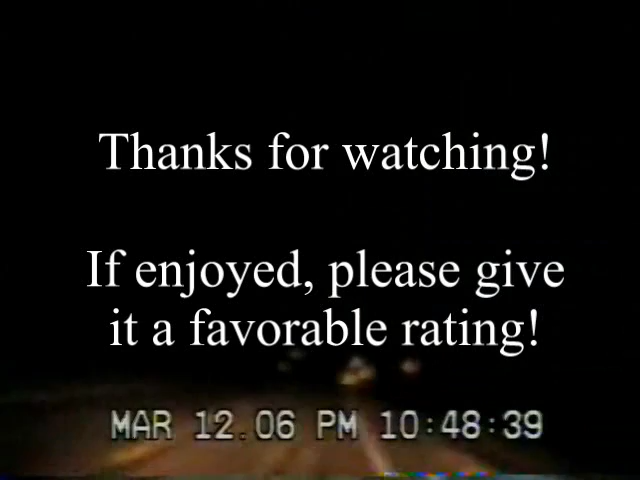 Thanks for watching!
If enjoyed, please give
it a favorable rating!
MAR 12.06 PM 10:48:39